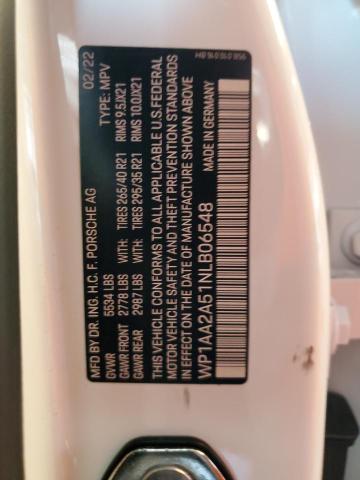 MFD BY DR. ING. H.C. F. PORSCHE AG 02/22
GVWR 5534 LBS TYPE: MPV
GAWR FRONT 2778 LBS WITH: TIRES 265/40 R21 RIMS 9.5JX21
GAWR REAR 2987 LBS WITH: TIRES 295/35 R21 RIMS 10.0JX21
THIS VEHICLE CONFORMS TO ALL APPLICABLE U.S. FEDERAL
MOTOR VEHICLE SAFETY AND THEFT PREVENTION STANDARDS
IN EFFECT ON THE DATE OF MANUFACTURE SHOWN ABOVE
WP1AA2A51NLB06548 MADE IN GERMANY